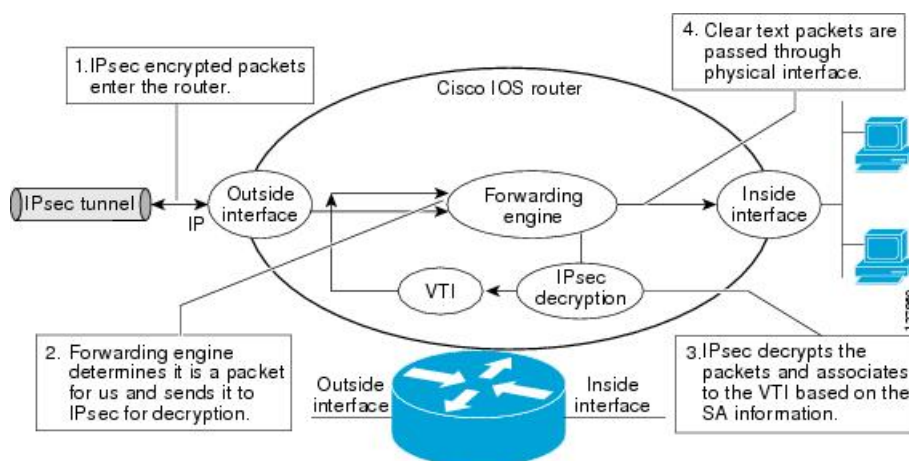 1. IPsec encrypted packets
enter the router.
4. Clear text packets are
passed through
physical interface.
Cisco IOS router
IPsec tunnel
IP
Outside
interface
Forwarding
engine
Inside
interface
VTI
IPsec
decryption
2. Forwarding engine
determines it is a packet
for us and sends it to
IPsec for decryption.
Outside
interface
Inside
interface
3. IPsec decrypts the
packets and associates
to the VTI based on the
SA information.